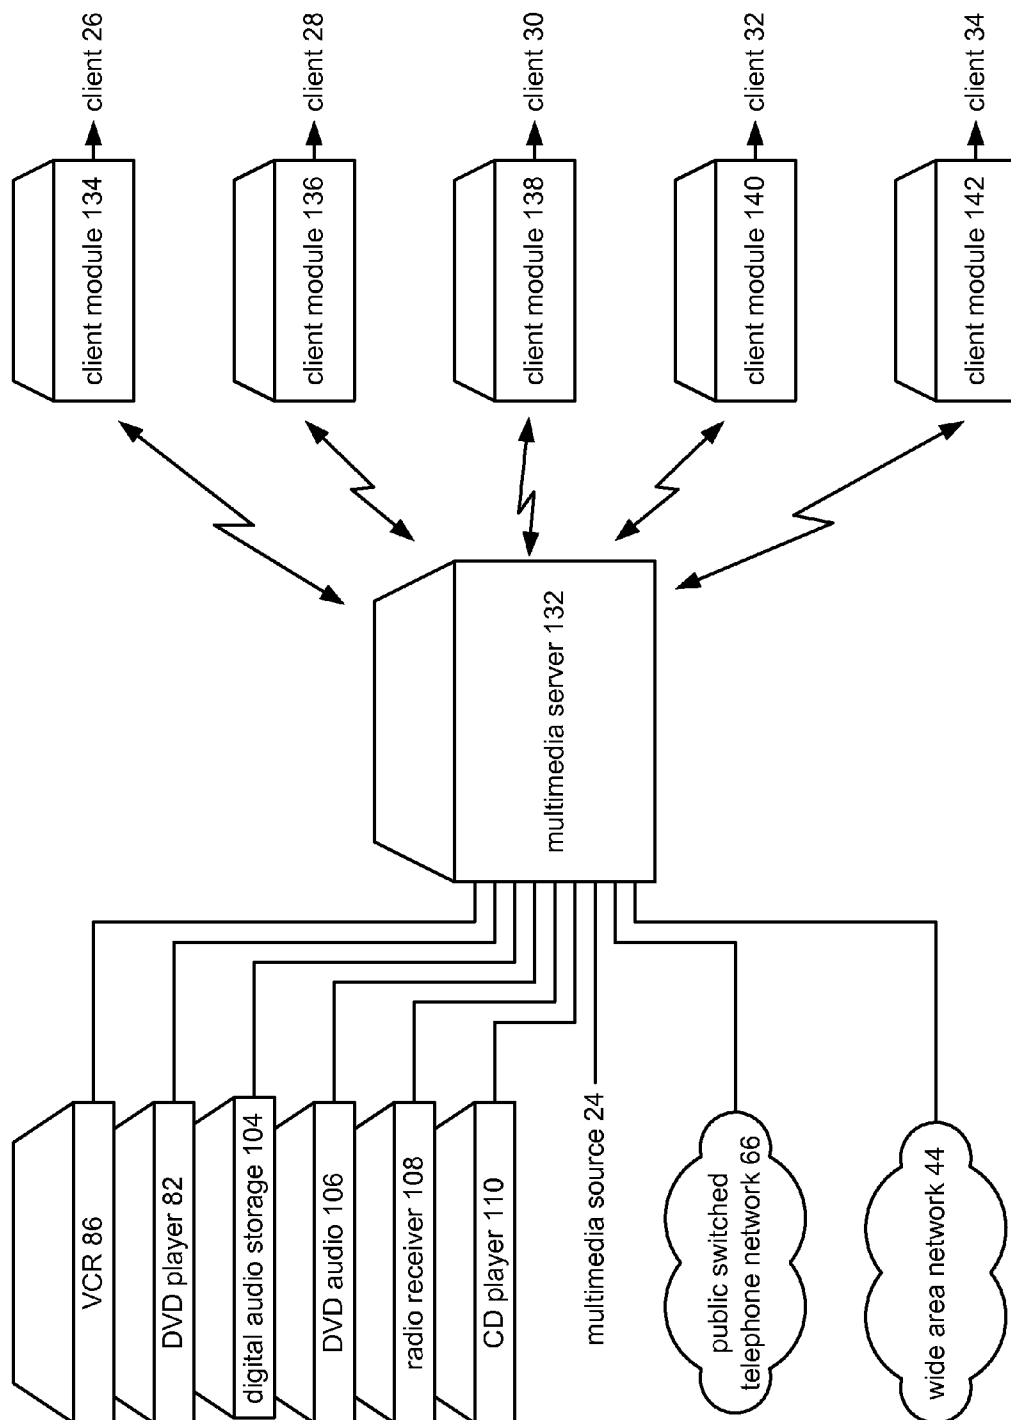 VCR 86
DVD player 82
digital audio storage 104
DVD audio 106
radio receiver 108
CD player 110
multimedia source 24
public switched
telephone network 66
wide area network 44
multimedia server 132
client module 134
client 26
client module 136
client 28
client module 138
client 30
client module 140
client 32
client module 142
client 34